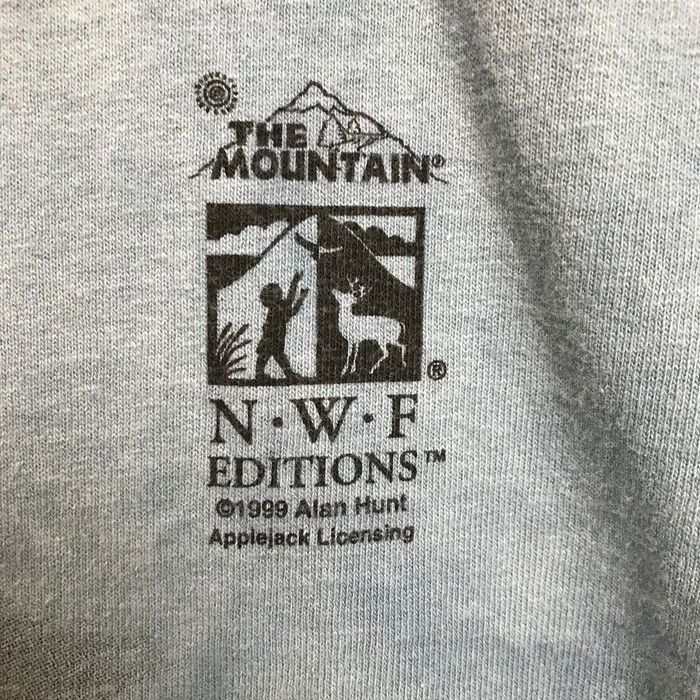 ©
THE
MOUNTAIN®
®
N·W·F
EDITIONS™
©1999 Alan Hunt
Applejack Licensing